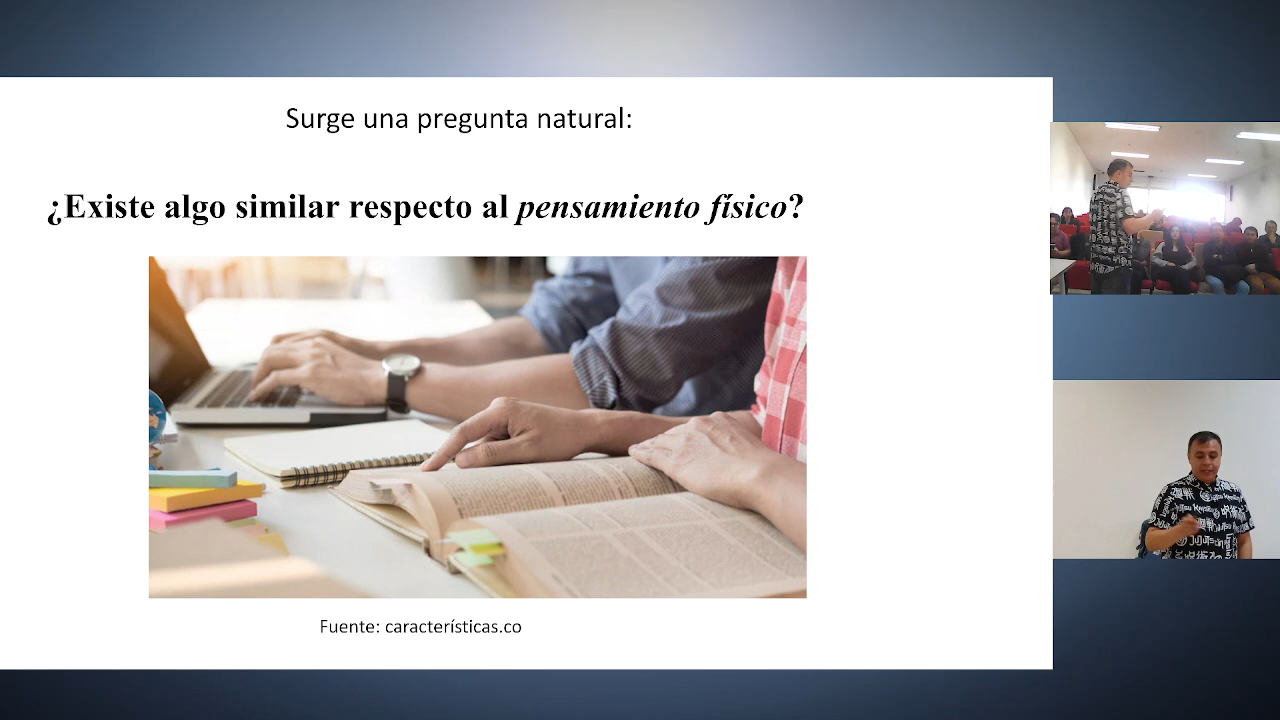 Surge una pregunta natural:
¿Existe algo similar respecto al pensamiento físico?
Fuente: características.co